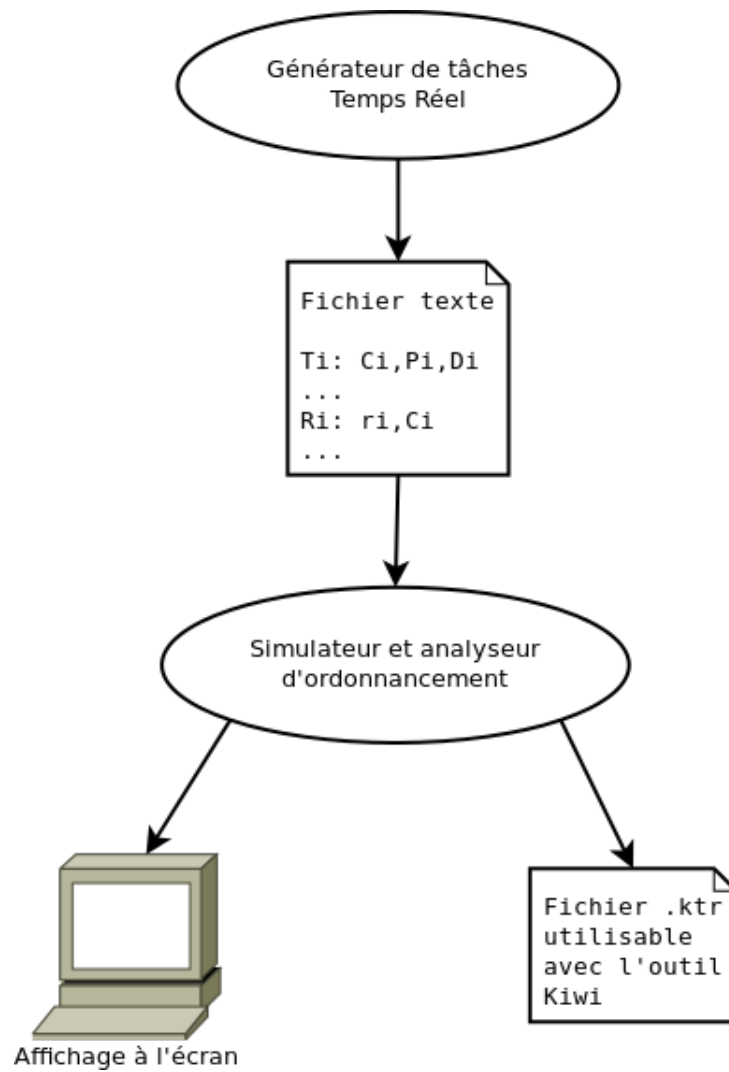 Générateur de tâches
Temps Réel
Fichier texte
Ti: Ci,Pi,Di
...
Ri: ri,Ci
...
Simulateur et analyseur
d'ordonnancement
Fichier .ktr
utilisable
avec l'outil
Kiwi
Affichage à l'écran